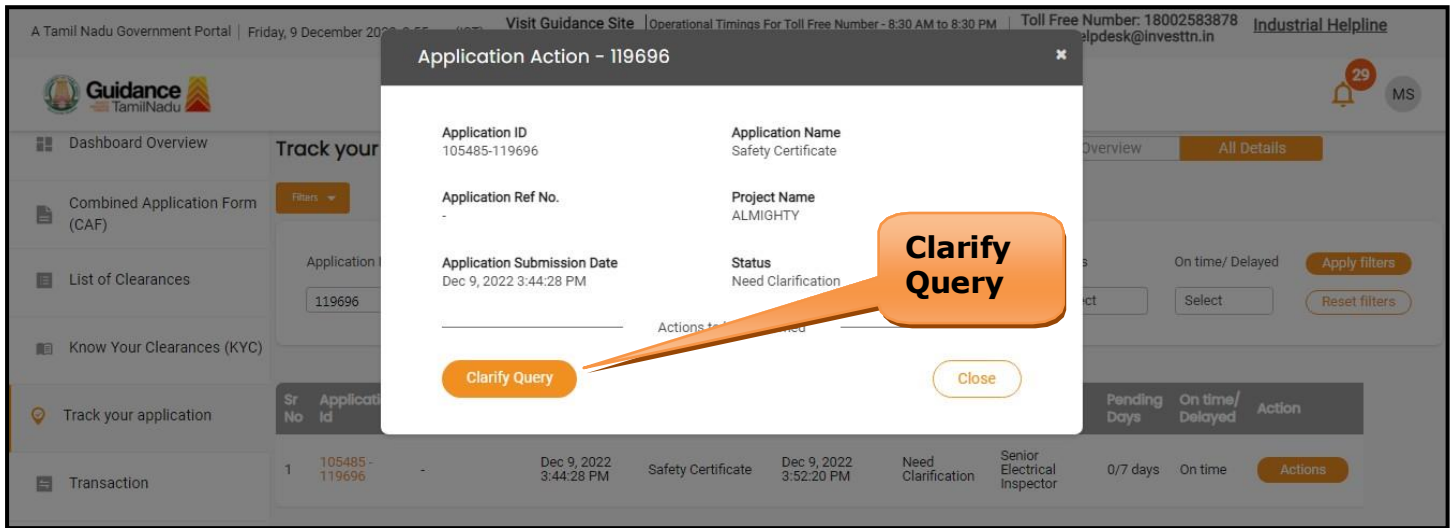 A Tamil Nadu Government Portal | Friday, 9 December
Visit Guidance Site | Operational Timings For Toll Free Number - 8:30 AM to 8:30 PM | Toll Free Number: 18002583878
elpdesk@investtn.in
Industrial Helpline
Guidance
TamilNadu
29
MS
Application Action - 119696
Application ID
105485-119696
Application Name
Safety Certificate
Application Ref No.
-
Project Name
ALMIGHTY
Application Submission Date
Dec 9, 2022 3:44:28 PM
Status
Need Clarification
Actions
Clarify Query
Close
Clarify
Query
Dashboard Overview
Combined Application Form
(CAF)
List of Clearances
Know Your Clearances (KYC)
Track your application
Transaction
Track your
Overview
All Details
Filters
Application
119696
On time/ Delayed
Select
Apply filters
Reset filters
Sr
No
Applicati
Id
Pending
Days
On time/
Delayed
Action
1
105485 -
119696
-
Dec 9, 2022
3:44:28 PM
Safety Certificate
Dec 9, 2022
3:52:20 PM
Need
Clarification
Senior
Electrical
Inspector
0/7 days
On time
Actions